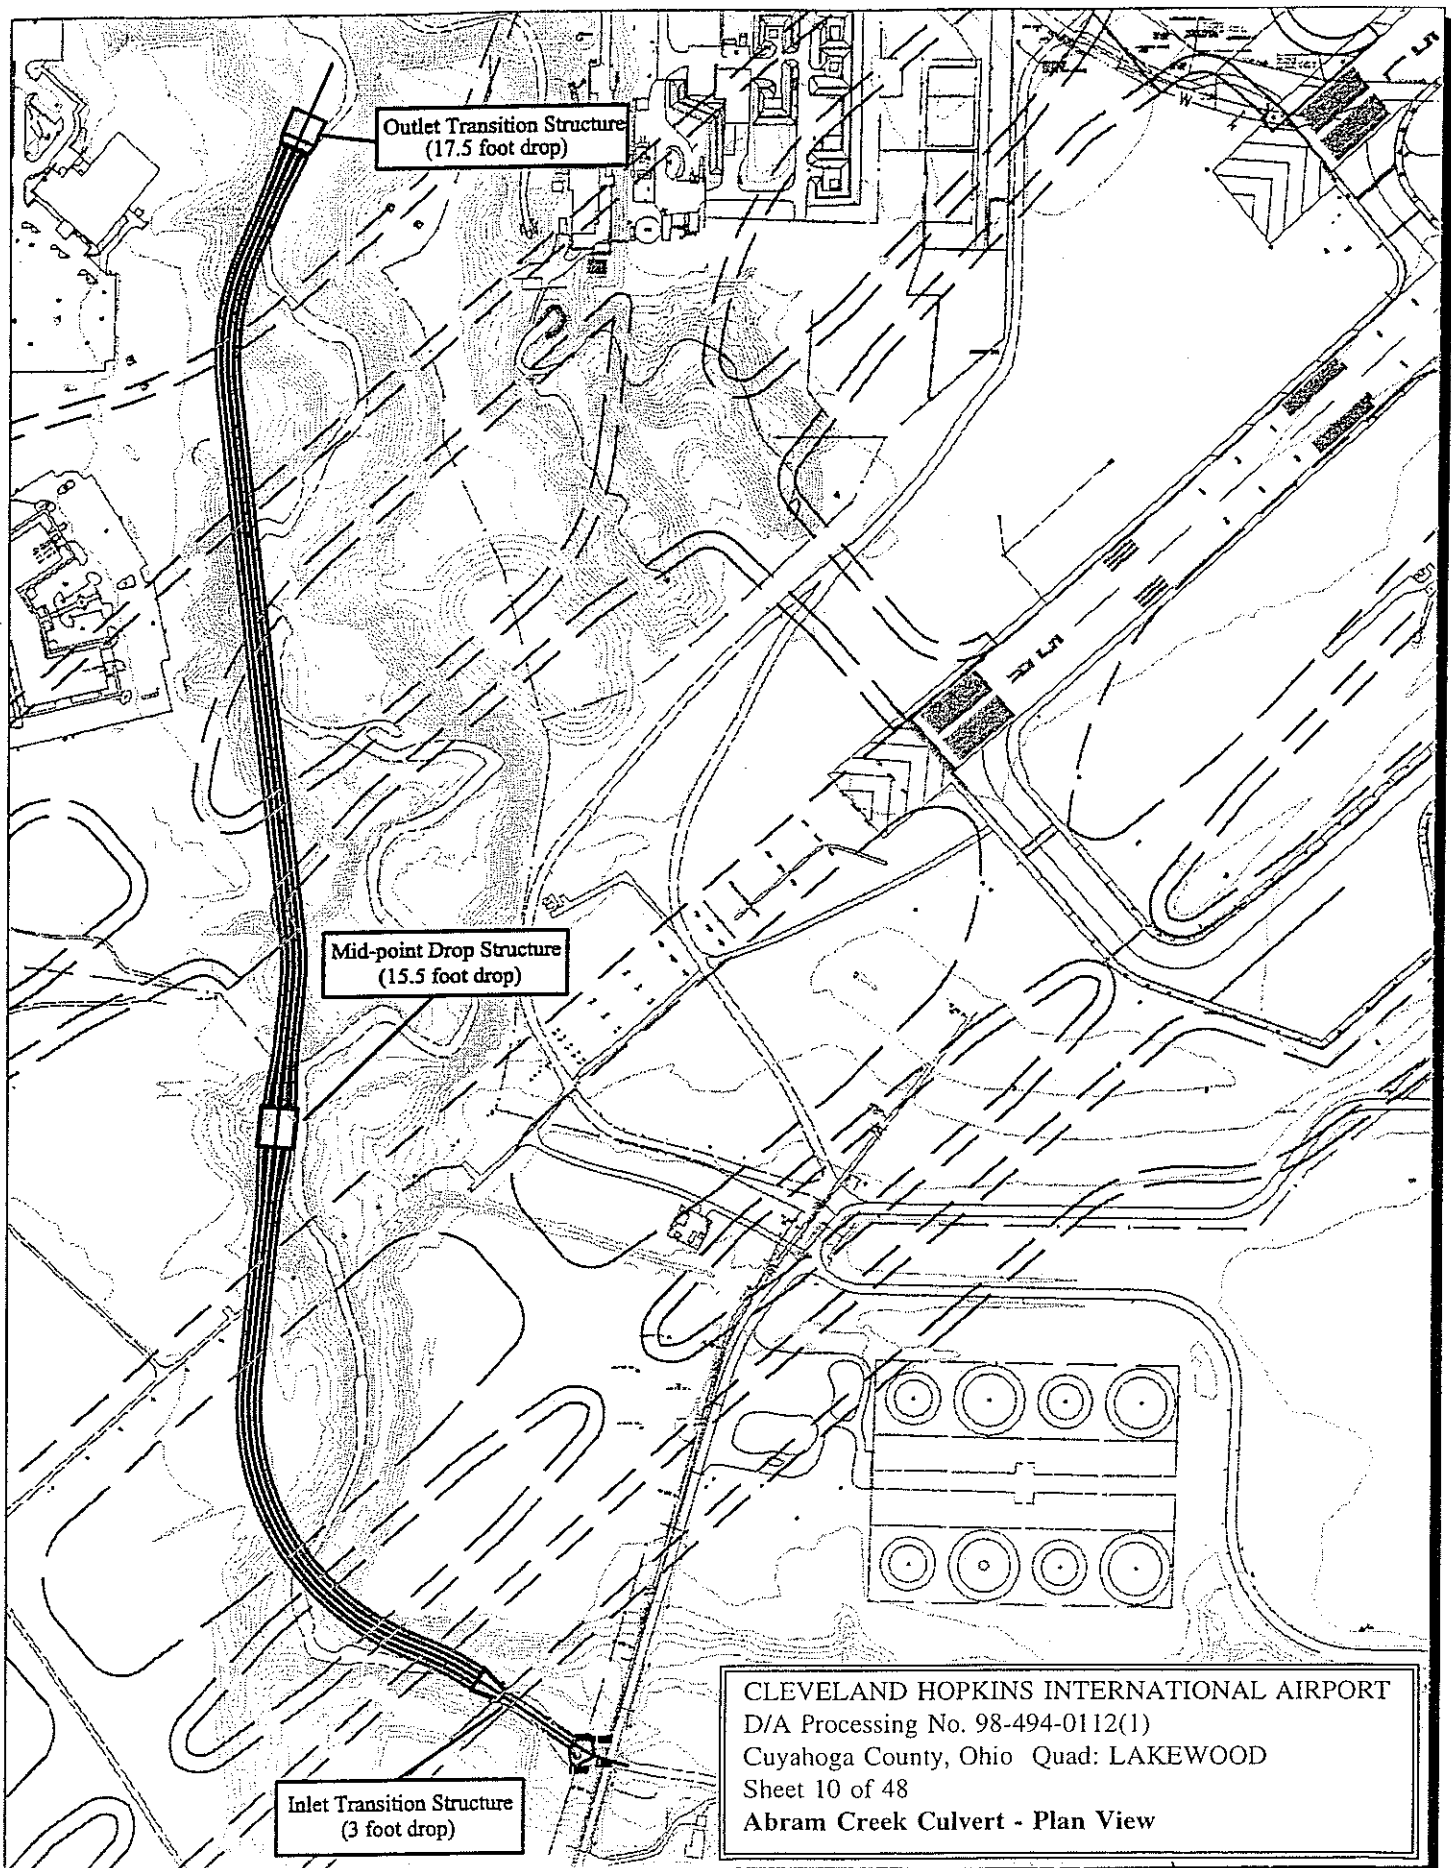 Outlet Transition Structure
(17.5 foot drop)
Mid-point Drop Structure
(15.5 foot drop)
Inlet Transition Structure
(3 foot drop)
CLEVELAND HOPKINS INTERNATIONAL AIRPORT
D/A Processing No. 98-494-0112(1)
Cuyahoga County, Ohio Quad: LAKEWOOD
Sheet 10 of 48
Abram Creek Culvert - Plan View